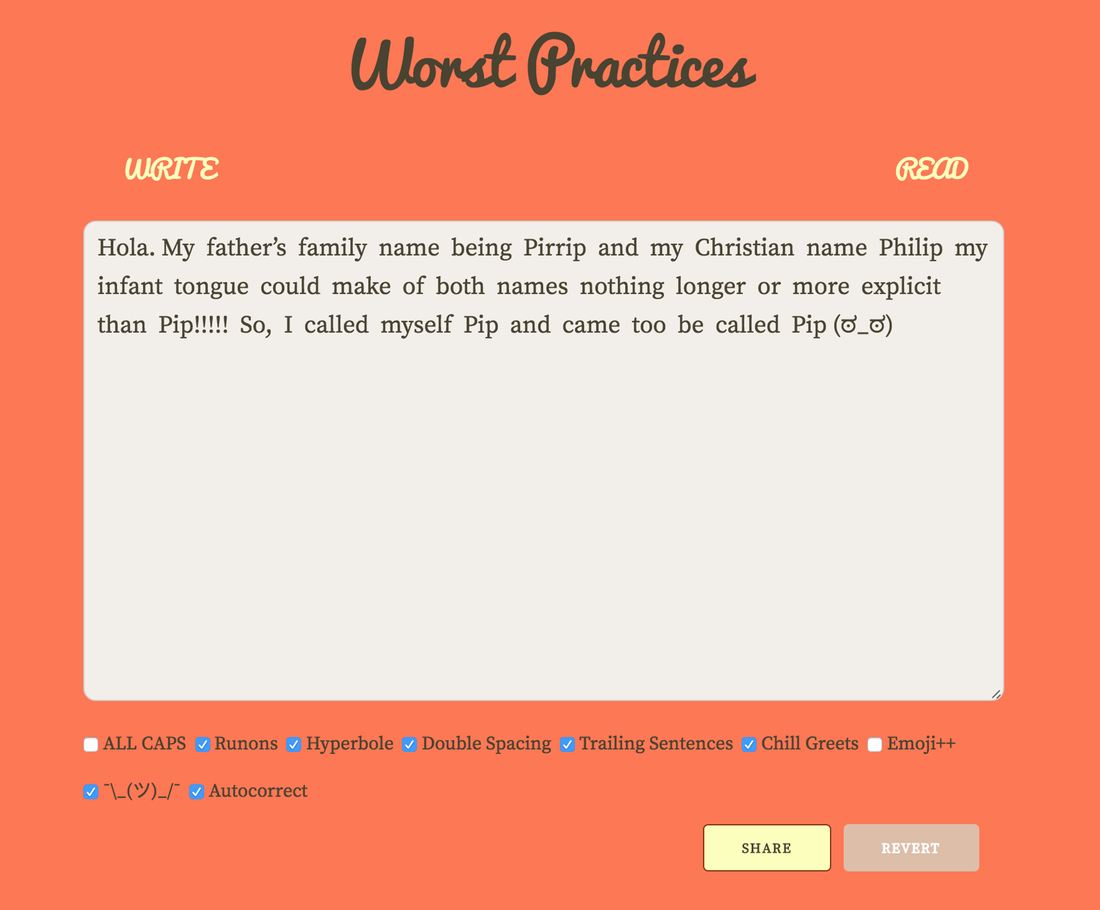 Worst Practices
WRITE
READ
Hola. My father’s family name being Pirrip and my Christian name Philip my
infant tongue could make of both names nothing longer or more explicit
than Pip!!!!! So, I called myself Pip and came too be called Pip (ಠ_ಠ)
ALL CAPS Runons Hyperbole Double Spacing Trailing Sentences Chill Greets Emoji++
¯\_(ツ)_/¯ Autocorrect
SHARE REVERT